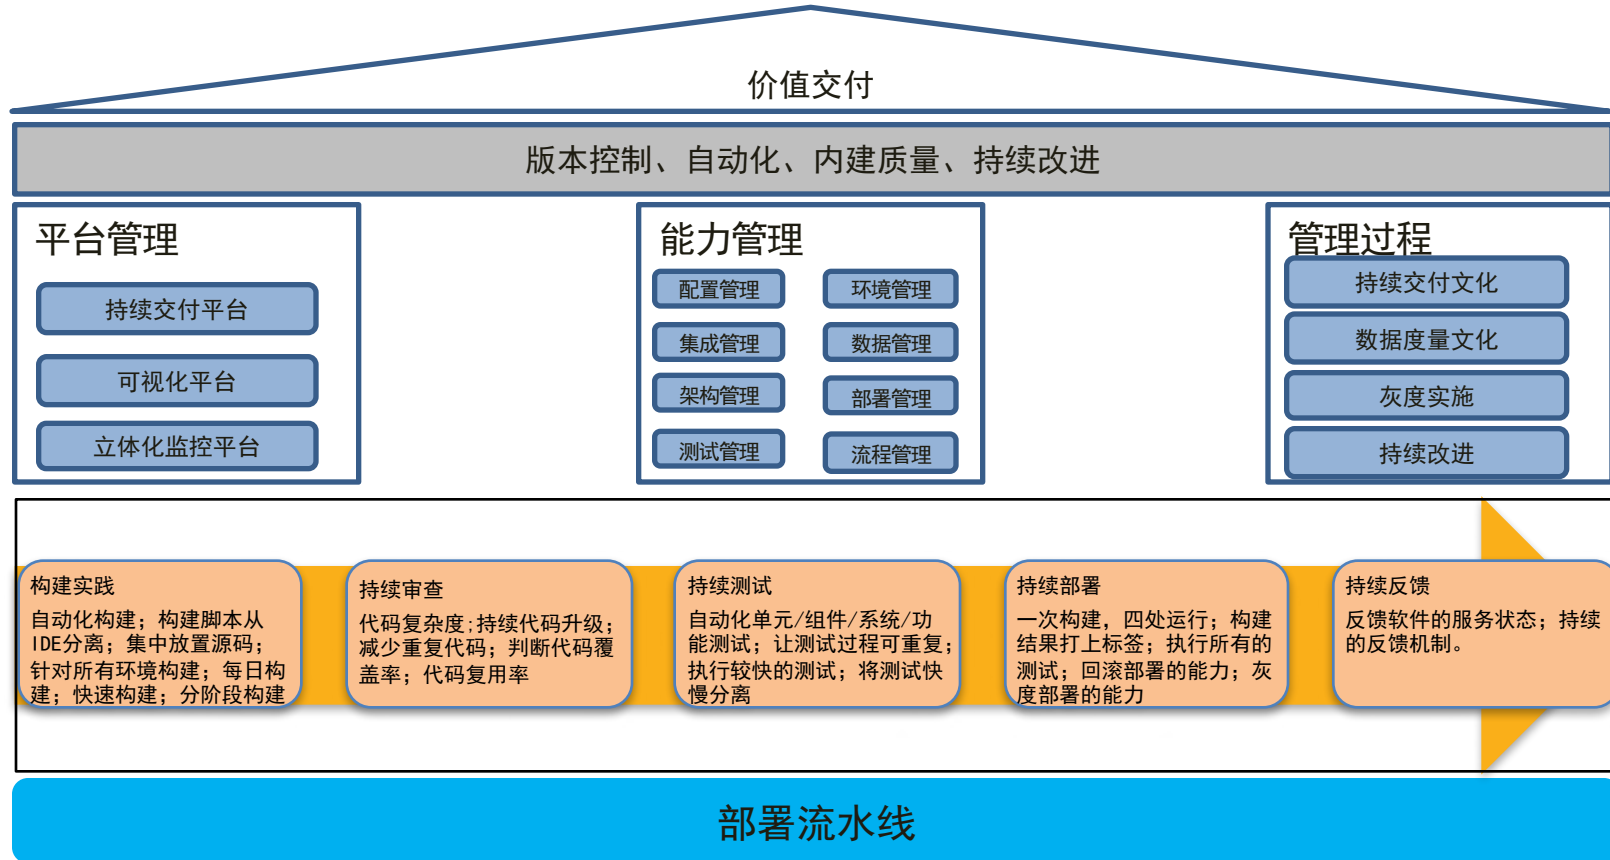 价值交付
版本控制、自动化、内建质量、持续改进
平台管理
持续交付平台
可视化平台
立体化监控平台
能力管理
配置管理
环境管理
集成管理
数据管理
架构管理
部署管理
测试管理
流程管理
管理过程
持续交付文化
数据度量文化
灰度实施
持续改进
构建实践
自动化构建；构建脚本从
IDE分离；集中放置源码；
针对所有环境构建；每日构
建；快速构建；分阶段构建
持续审查
代码复杂度;持续代码升级；
减少重复代码；判断代码覆
盖率；代码复用率
持续测试
自动化单元/组件/系统/功
能测试；让测试过程可重复；
执行较快的测试；将测试快
慢分离
持续部署
一次构建，四处运行；构建
结果打上标签；执行所有的
测试；回滚部署的能力；灰
度部署的能力
持续反馈
反馈软件的服务状态；持续
的反馈机制。
部署流水线